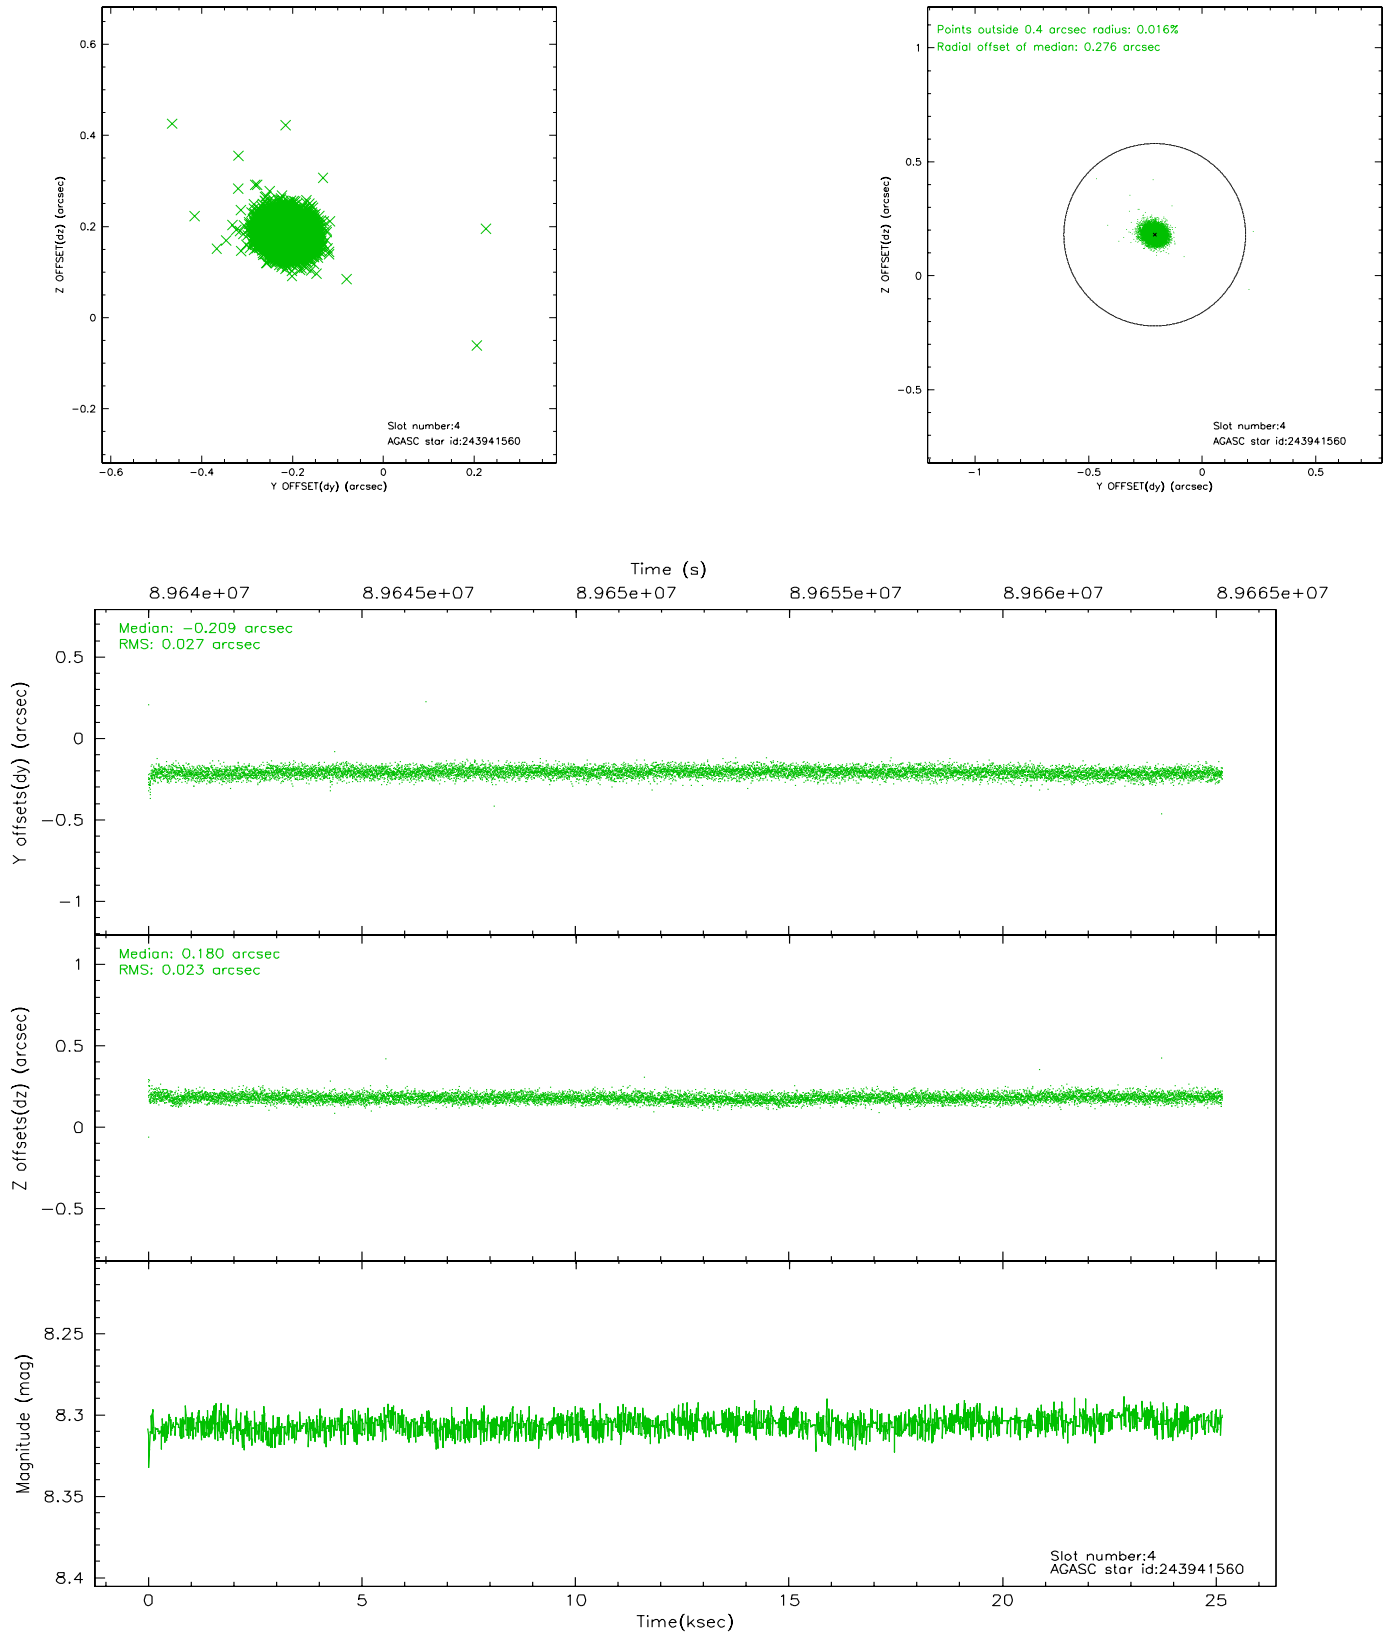 0.6
0.4
0.2
0
−0.2
Z OFFSET(dz) (arcsec)
Slot number:4
AGASC star id:243941560
−0.6 −0.4 −0.2 0 0.2
Y OFFSET(dy) (arcsec)
Points outside 0.4 arcsec radius: 0.016%
Radial offset of median: 0.276 arcsec
1
0.5
0
−0.5
Z OFFSET(dz) (arcsec)
Slot number:4
AGASC star id:243941560
−1 −0.5 0 0.5
Y OFFSET(dy) (arcsec)
Time (s)
8.964e+07 8.9645e+07 8.965e+07 8.9655e+07 8.966e+07 8.9665e+07
Median: −0.209 arcsec
RMS: 0.027 arcsec
0.5
0
−0.5
−1
Y offsets(dy) (arcsec)
Median: 0.180 arcsec
RMS: 0.023 arcsec
1
0.5
0
−0.5
Z offsets(dz) (arcsec)
8.25
8.3
8.35
8.4
Magnitude (mag)
Slot number:4
AGASC star id:243941560
0 5 10 15 20 25
Time(ksec)